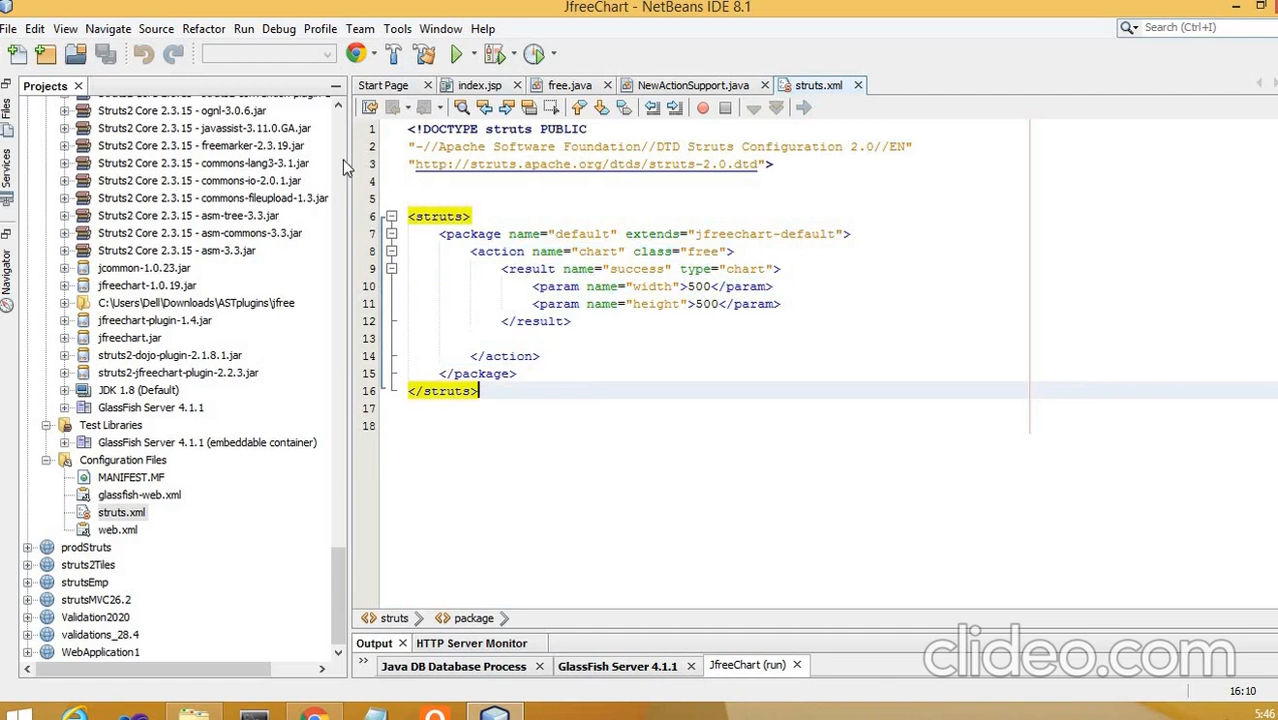 JfreeChart - NetBeans IDE 8.1
File Edit View Navigate Source Refactor Run Debug Profile Team Tools Window Help
Search (Ctrl+I)
Projects
Start Page
index.jsp
free.java
NewActionSupport.java
struts.xml
Files
Services
Navigator
Struts2 Core 2.3.15 - ognl-3.0.6.jar
Struts2 Core 2.3.15 - javassist-3.11.0.GA.jar
Struts2 Core 2.3.15 - freemarker-2.3.19.jar
Struts2 Core 2.3.15 - commons-lang3-3.1.jar
Struts2 Core 2.3.15 - commons-io-2.0.1.jar
Struts2 Core 2.3.15 - commons-fileupload-1.3.jar
Struts2 Core 2.3.15 - asm-tree-3.3.jar
Struts2 Core 2.3.15 - asm-commons-3.3.jar
Struts2 Core 2.3.15 - asm-3.3.jar
jcommon-1.0.23.jar
jfreechart-1.0.19.jar
C:\Users\Dell\Downloads\ASTplugins\jfree
jfreechart-plugin-1.4.jar
jfreechart.jar
struts2-dojo-plugin-2.1.8.1.jar
struts2-jfreechart-plugin-2.2.3.jar
JDK 1.8 (Default)
GlassFish Server 4.1.1
Test Libraries
GlassFish Server 4.1.1 (embeddable container)
Configuration Files
MANIFEST.MF
glassfish-web.xml
struts.xml
web.xml
prodStruts
struts2Tiles
strutsEmp
strutsMVC26.2
Validation2020
validations_28.4
WebApplication1
1 <!DOCTYPE struts PUBLIC
2 "-//Apache Software Foundation//DTD Struts Configuration 2.0//EN"
3 "http://struts.apache.org/dtds/struts-2.0.dtd">
4
5
6 <struts>
7 <package name="default" extends="jfreechart-default">
8 <action name="chart" class="free">
9 <result name="success" type="chart">
10 <param name="width">500</param>
11 <param name="height">500</param>
12 </result>
13
14 </action>
15 </package>
16 </struts>
17
18
struts package
Output HTTP Server Monitor
Java DB Database Process GlassFish Server 4.1.1 JfreeChart (run)
clideo.com
16:10
5:46